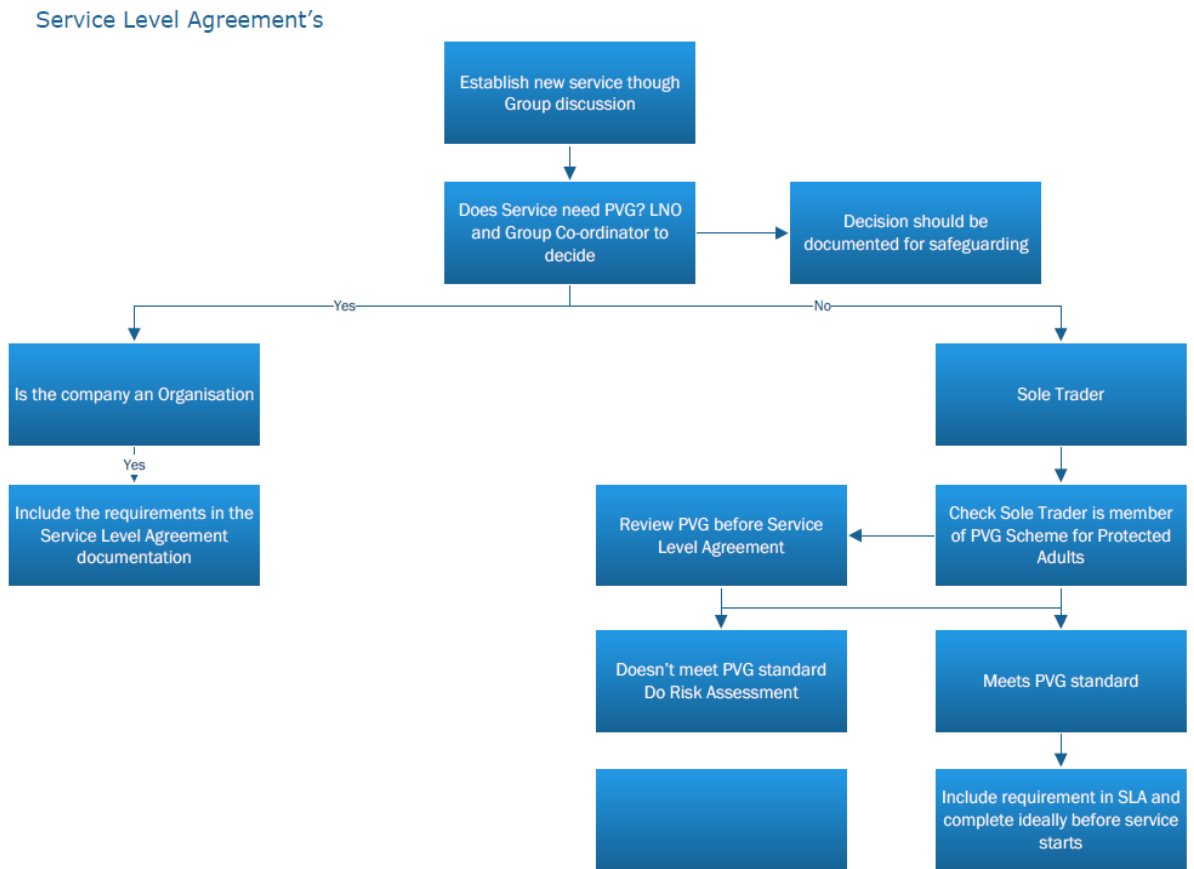 Service Level Agreement's
Establish new service though
Group discussion
Does Service need PVG? LNO
and Group Co-ordinator to
decide
Decision should be
documented for safeguarding
Yes
No
Is the company an Organisation
Sole Trader
Yes
Include the requirements in the
Service Level Agreement
documentation
Review PVG before Service
Level Agreement
Check Sole Trader is member
of PVG Scheme for Protected
Adults
Doesn't meet PVG standard
Do Risk Assessment
Meets PVG standard
Include requirement in SLA and
complete ideally before service
starts